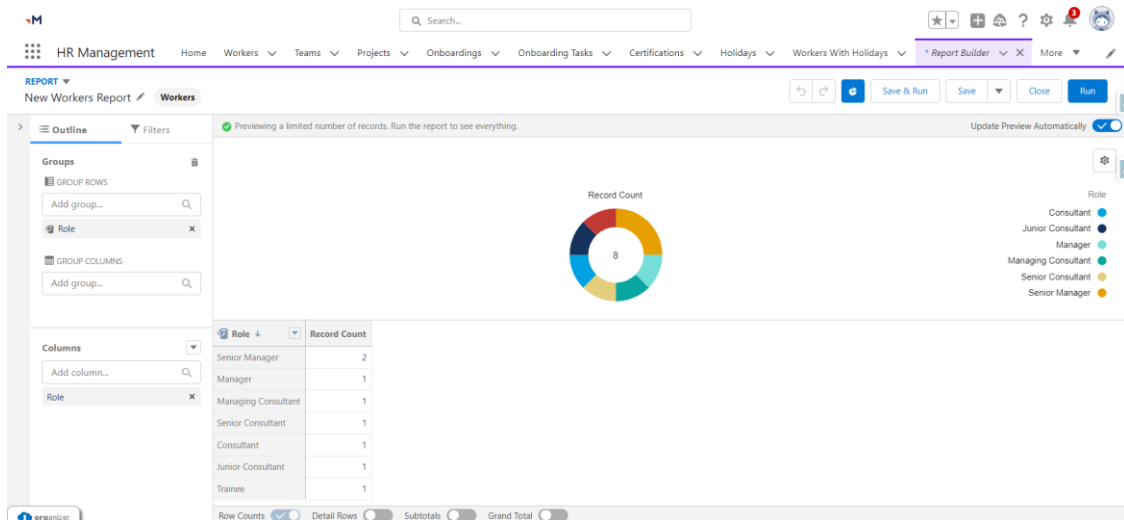 M
Search...
3
HR Management Home Workers Teams Projects Onboardings Onboarding Tasks Certifications Holidays Workers With Holidays * Report Builder More
REPORT
New Workers Report Workers
Save & Run Save Close Run
Outline Filters
Previewing a limited number of records. Run the report to see everything.
Update Preview Automatically
Groups
GROUP ROWS
Add group...
Role
GROUP COLUMNS
Add group...
Columns
Add column...
Role
Record Count
8
Role
Consultant
Junior Consultant
Manager
Managing Consultant
Senior Consultant
Senior Manager
Role Record Count
Senior Manager 2
Manager 1
Managing Consultant 1
Senior Consultant 1
Consultant 1
Junior Consultant 1
Trainee 1
organizer
Row Counts Detail Rows Subtotals Grand Total